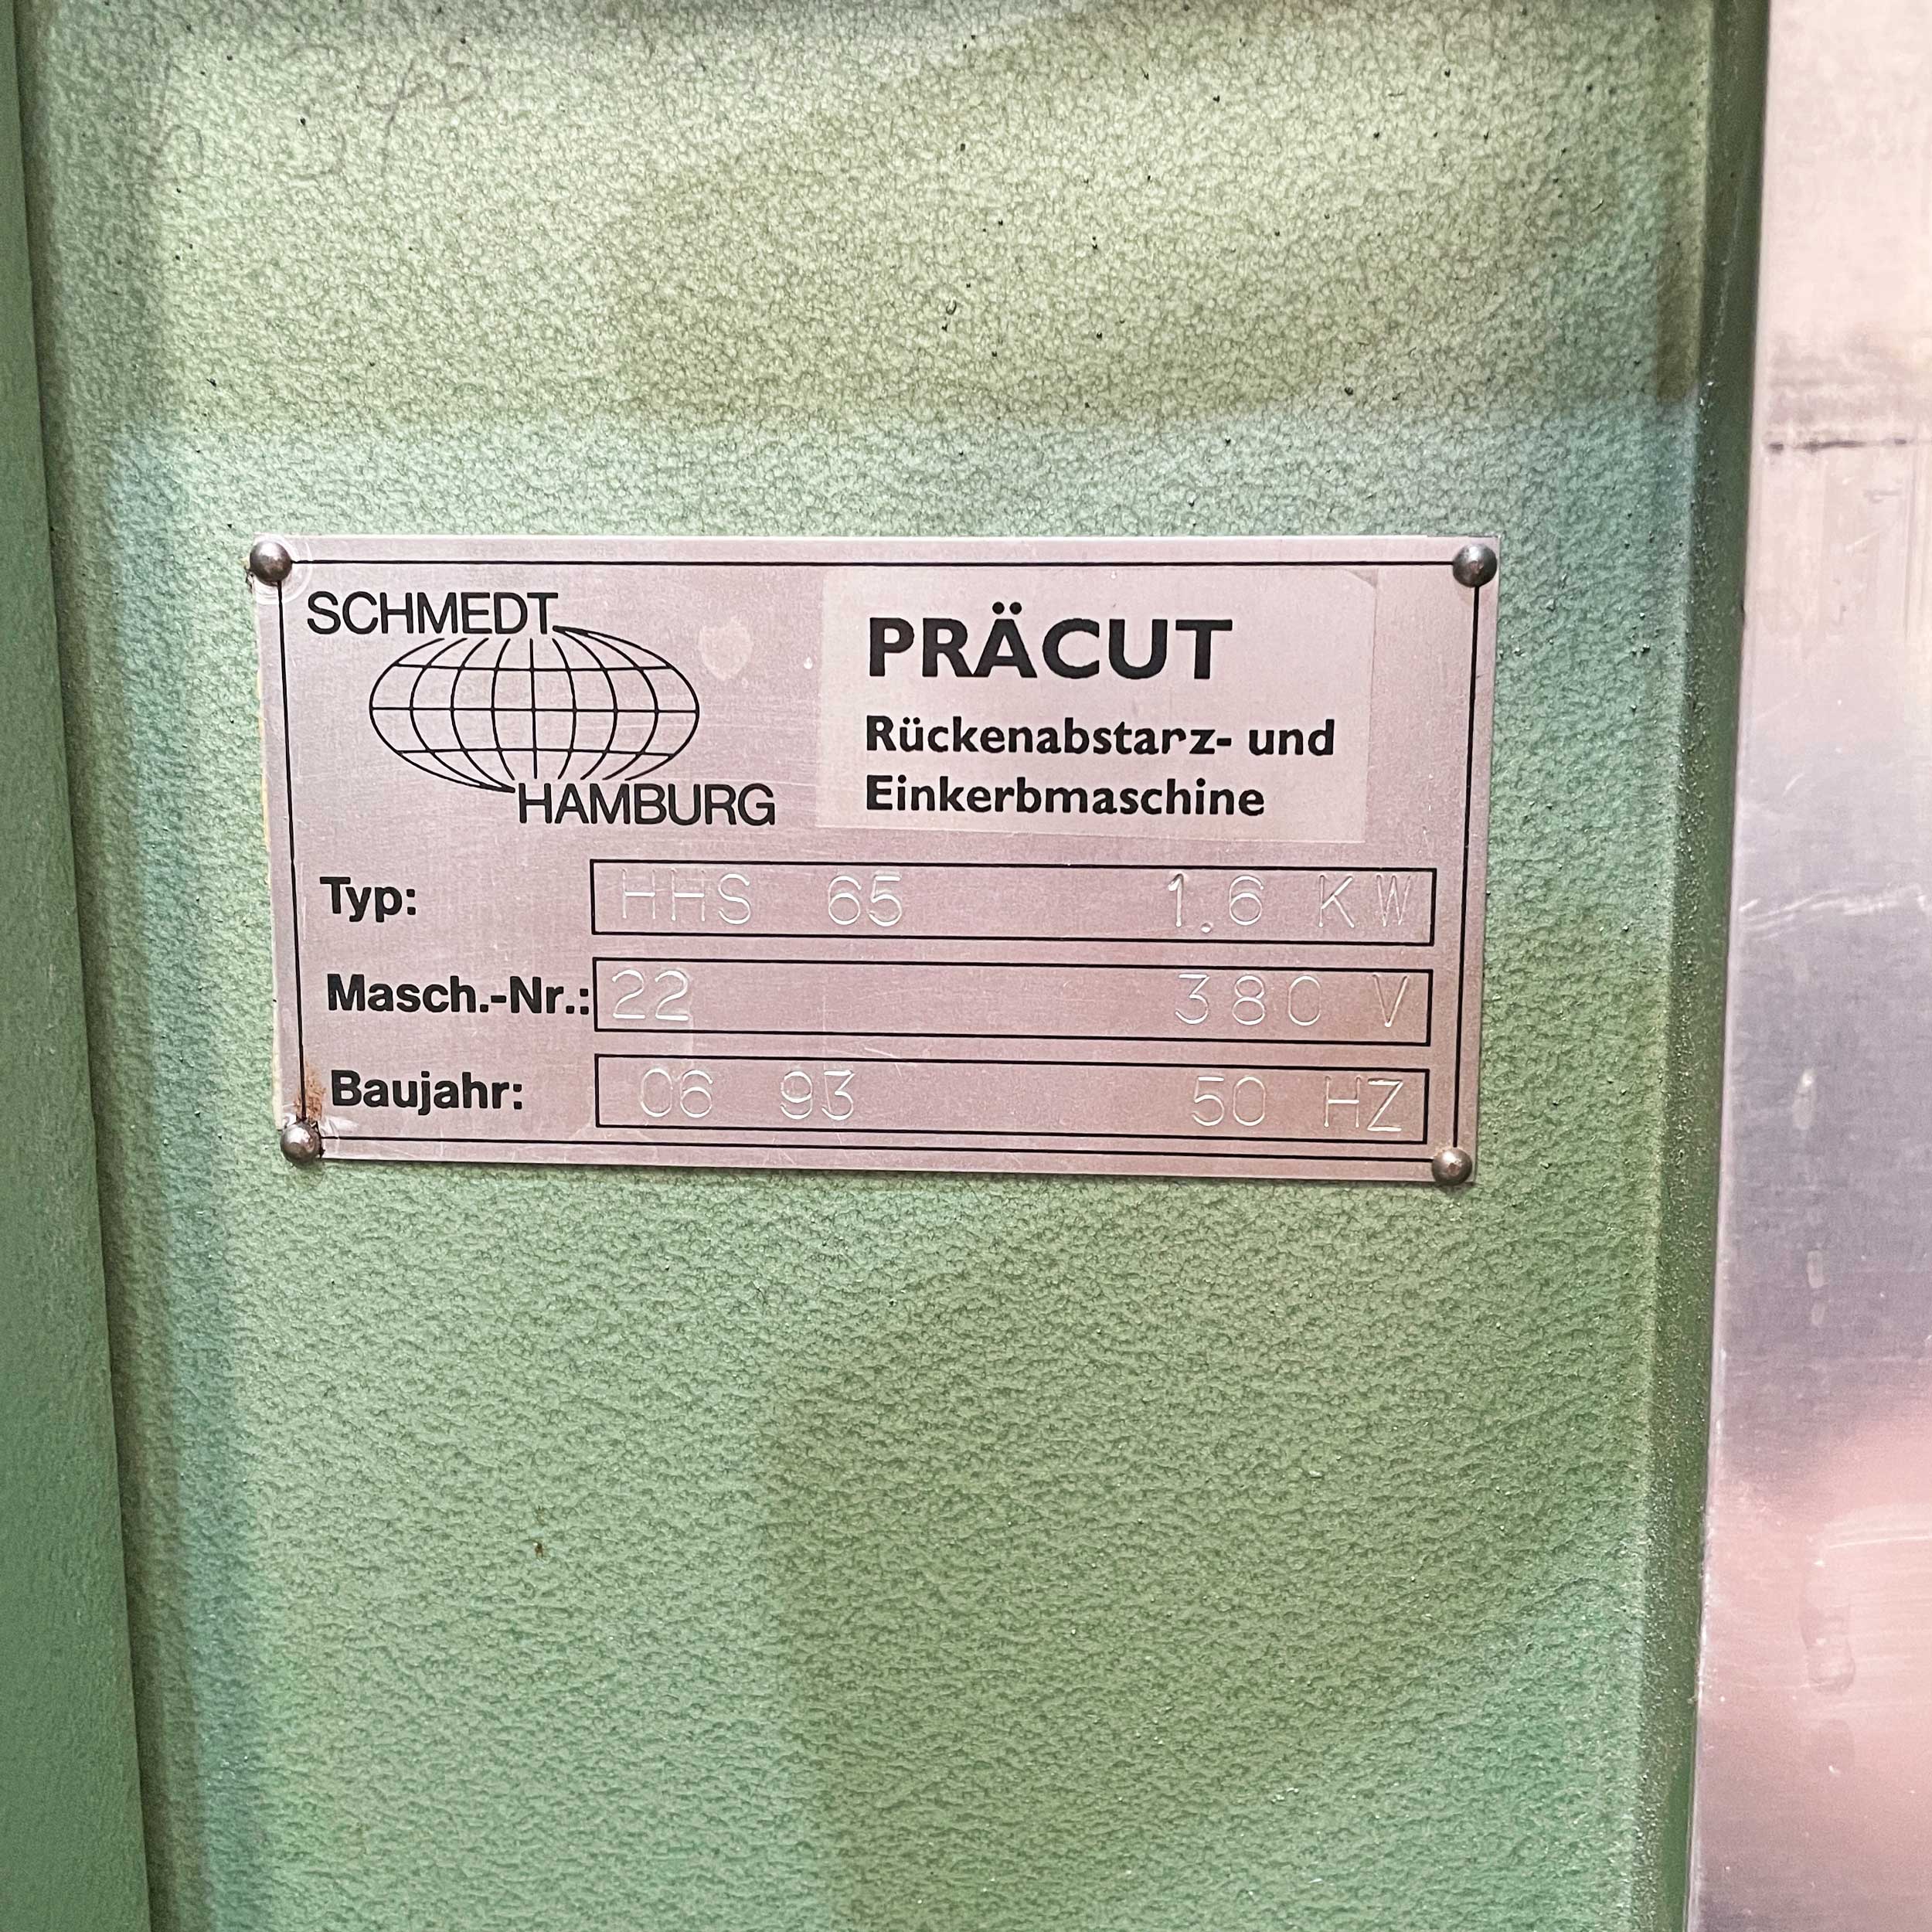 SCHMEDT
HAMBURG
PRÄCUT
Rückenabstarz- und
Einkerbmaschine
Typ: HHS 65 1.6 KW
Masch.-Nr.: 22 380 V
Baujahr: 06 93 50 HZ